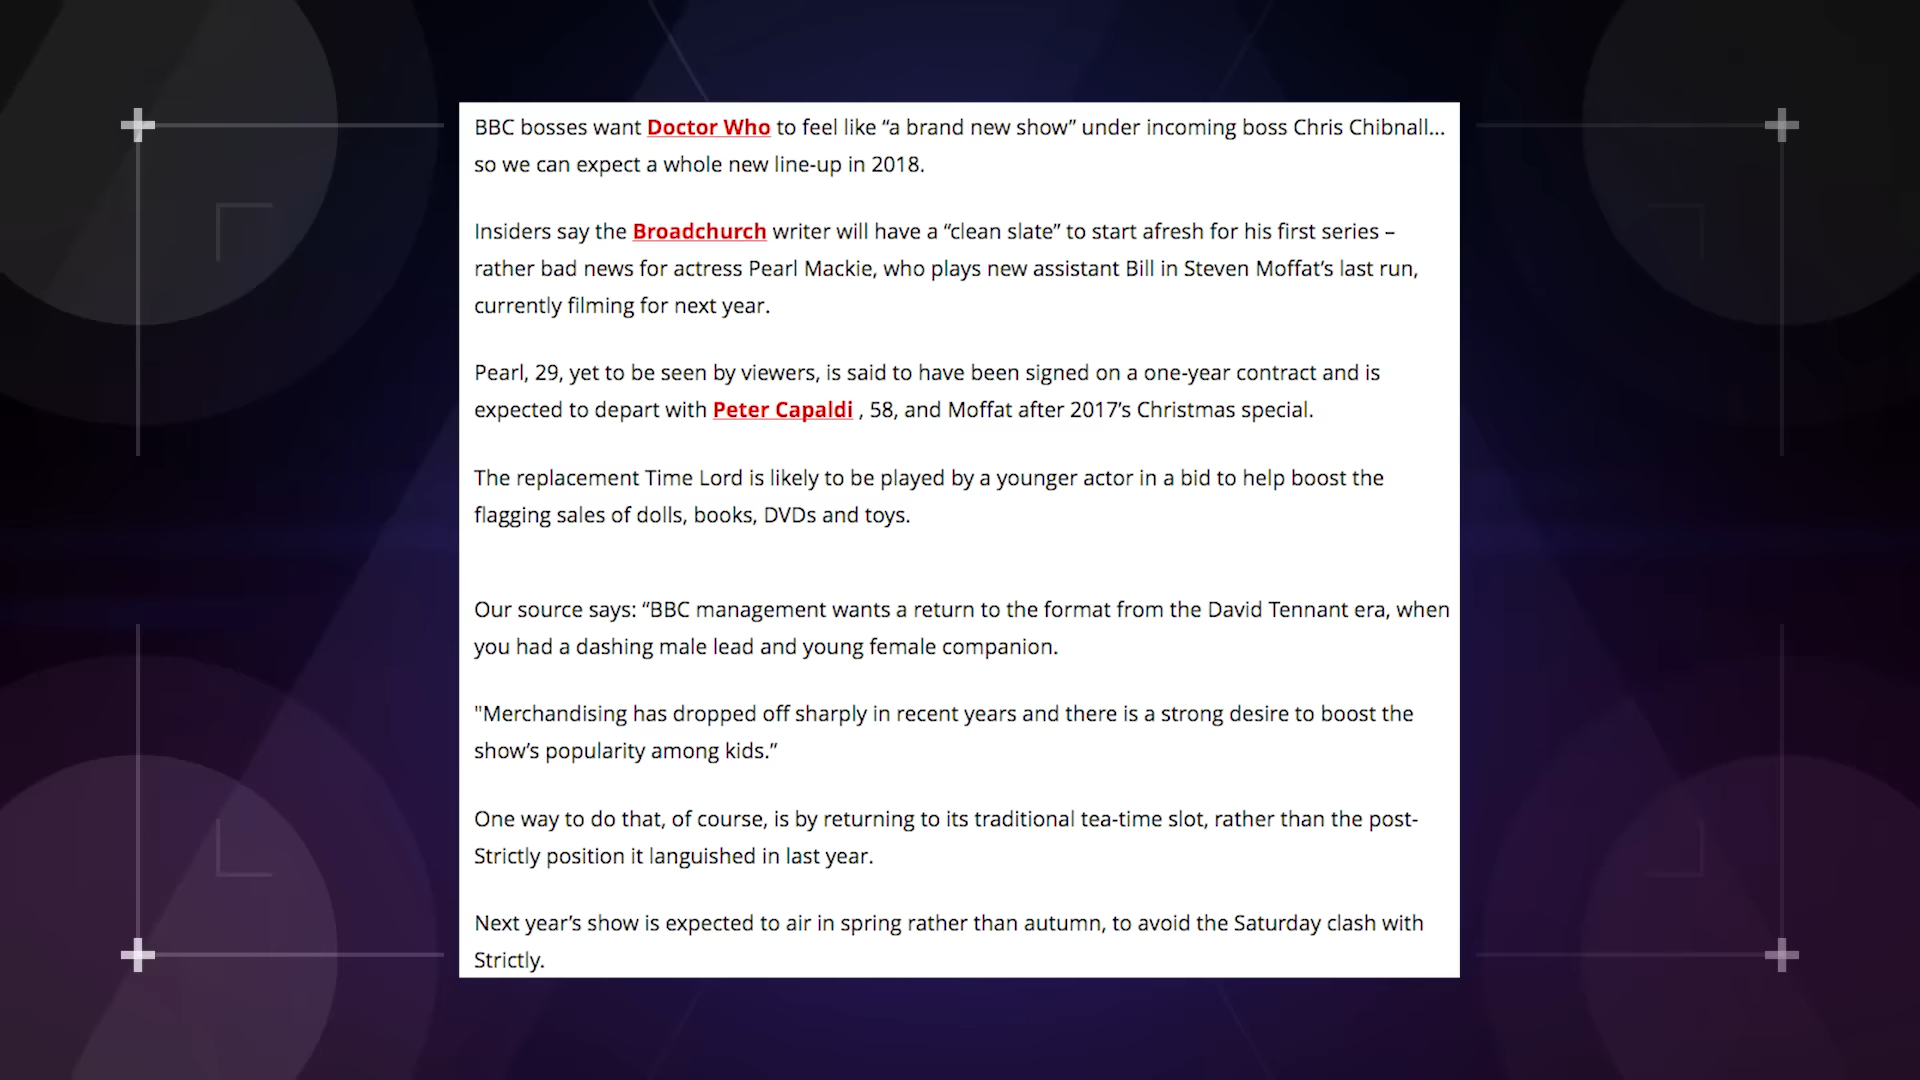 BBC bosses want Doctor Who to feel like “a brand new show” under incoming boss Chris Chibnall...
so we can expect a whole new line-up in 2018.
Insiders say the Broadchurch writer will have a “clean slate” to start afresh for his first series –
rather bad news for actress Pearl Mackie, who plays new assistant Bill in Steven Moffat’s last run,
currently filming for next year.
Pearl, 29, yet to be seen by viewers, is said to have been signed on a one-year contract and is
expected to depart with Peter Capaldi , 58, and Moffat after 2017’s Christmas special.
The replacement Time Lord is likely to be played by a younger actor in a bid to help boost the
flagging sales of dolls, books, DVDs and toys.
Our source says: “BBC management wants a return to the format from the David Tennant era, when
you had a dashing male lead and young female companion.
"Merchandising has dropped off sharply in recent years and there is a strong desire to boost the
show’s popularity among kids.”
One way to do that, of course, is by returning to its traditional tea-time slot, rather than the post-
Strictly position it languished in last year.
Next year’s show is expected to air in spring rather than autumn, to avoid the Saturday clash with
Strictly.